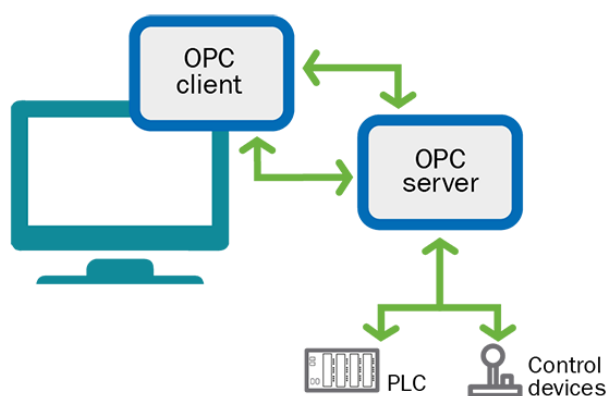 OPC
client
OPC
server
PLC
Control
devices